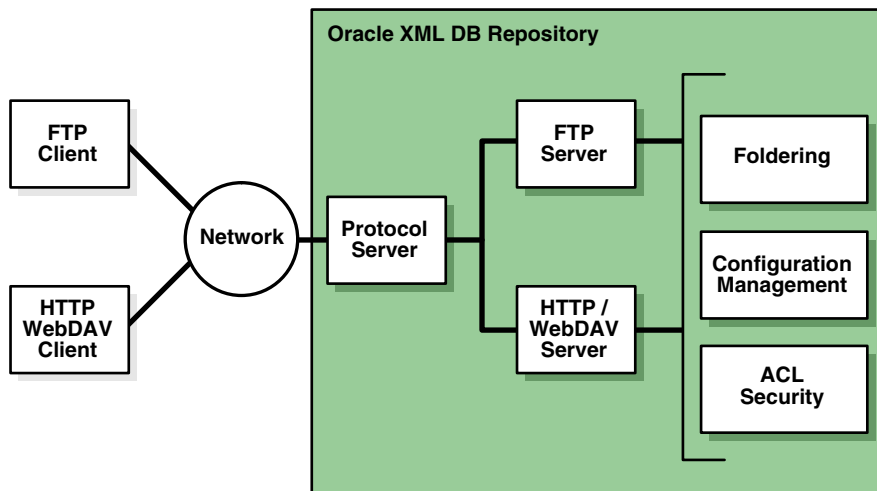 Oracle XML DB Repository
FTP
Client
HTTP
WebDAV
Client
Network
Protocol
Server
FTP
Server
HTTP /
WebDAV
Server
Foldering
Configuration
Management
ACL
Security